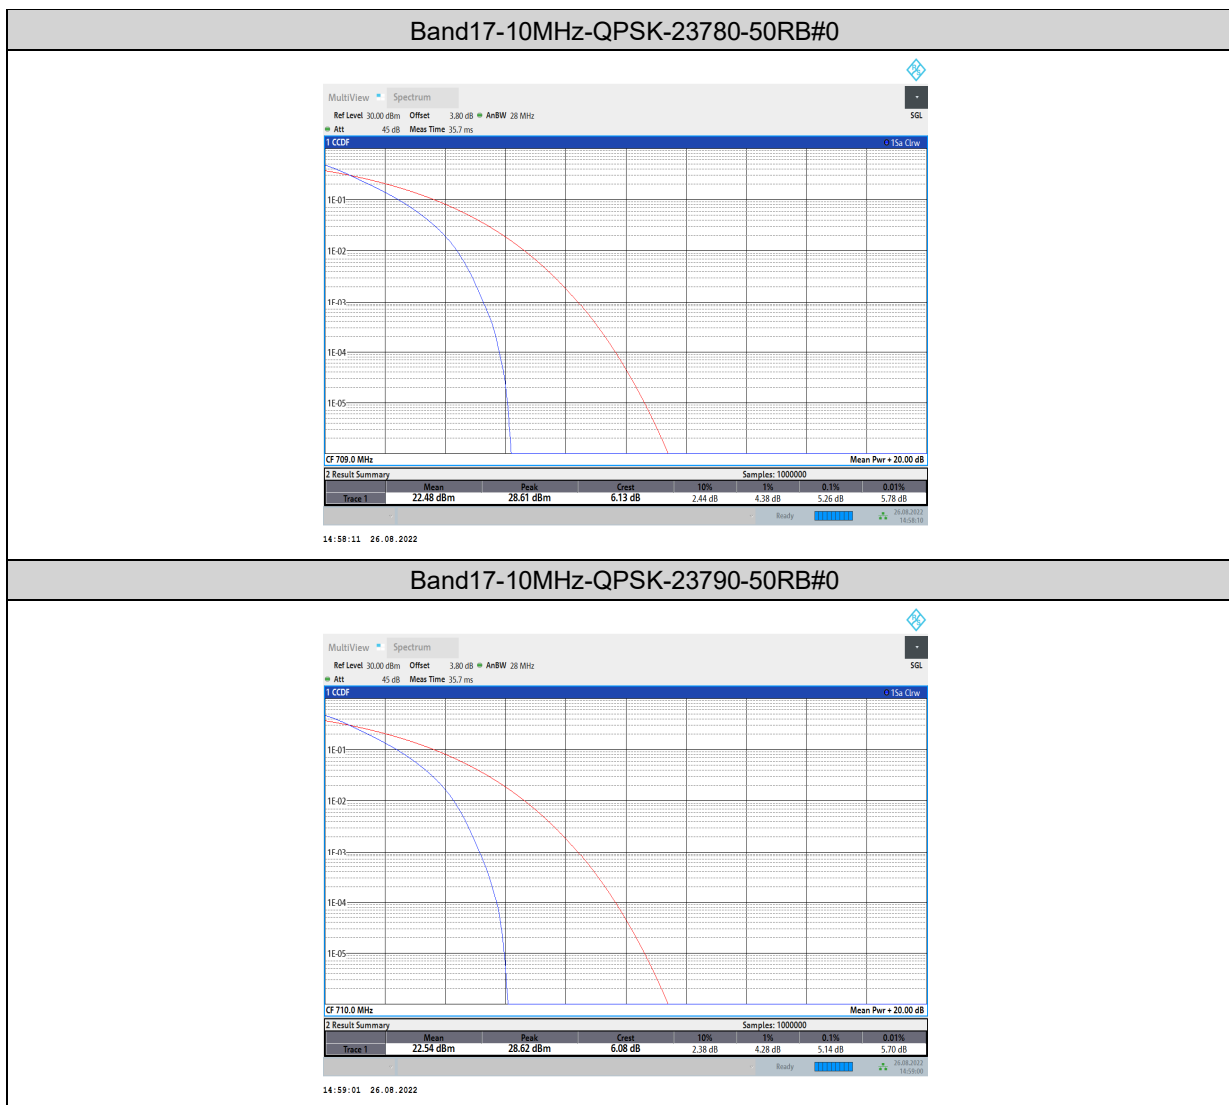 Band17-10MHz-QPSK-23780-50RB#0
MultiView Spectrum
Ref Level 30.00 dBm Offset 3.80 dB AnBW 28 MHz SGL
Att 45 dB Meas Time 35.7 ms
1 CCDF 1Sa Clrw
1E-01
1E-02
1E-03
1E-04
1E-05
CF 709.0 MHz Mean Pwr + 20.00 dB
2 Result Summary Samples: 1000000
Mean Peak Crest 10% 1% 0.1% 0.01%
Trace 1 22.48 dBm 28.61 dBm 6.13 dB 2.44 dB 4.38 dB 5.26 dB 5.78 dB
Ready 26.08.2022
14:58:10
14:58:11 26.08.2022
Band17-10MHz-QPSK-23790-50RB#0
MultiView Spectrum
Ref Level 30.00 dBm Offset 3.80 dB AnBW 28 MHz SGL
Att 45 dB Meas Time 35.7 ms
1 CCDF 1Sa Clrw
1E-01
1E-02
1E-03
1E-04
1E-05
CF 710.0 MHz Mean Pwr + 20.00 dB
2 Result Summary Samples: 1000000
Mean Peak Crest 10% 1% 0.1% 0.01%
Trace 1 22.54 dBm 28.62 dBm 6.08 dB 2.38 dB 4.28 dB 5.14 dB 5.70 dB
Ready 26.08.2022
14:59:00
14:59:01 26.08.2022